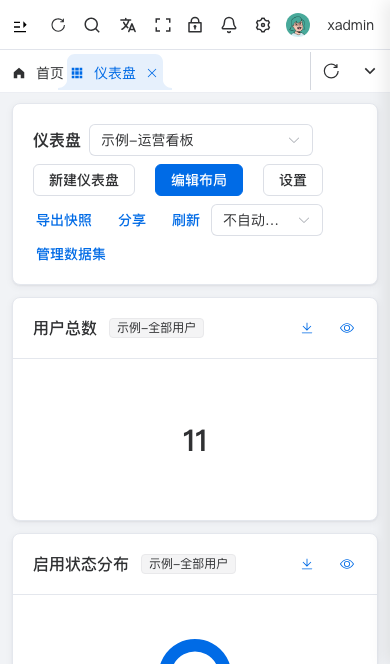 xadmin
首页 仪表盘
仪表盘 示例-运营看板
新建仪表盘 编辑布局 设置
导出快照 分享 刷新 不自动...
管理数据集
用户总数 示例-全部用户
11
启用状态分布 示例-全部用户